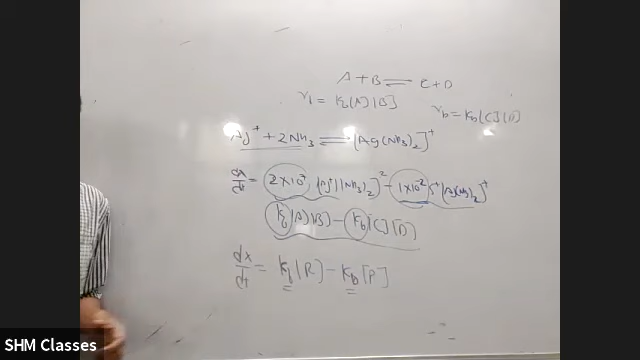 A + B ⇌ C + D
r_f = K_f [A] [B]
r_b = K_b [C] [D]
Ag⁺ + 2NH₃ ⇌ [Ag(NH₃)₂]⁺
dx/dt = 2×10⁷ [Ag⁺] [NH₃]² - 1×10⁻² [Ag(NH₃)₂]⁺
K_f [A] [B] - K_b [C] [D]
dx/dt = K_f [R] - K_b [P]
SHM Classes